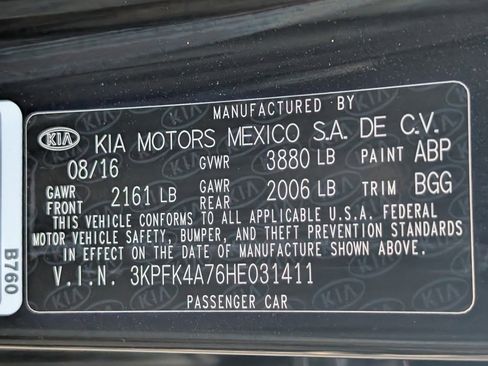 MANUFACTURED BY
KIA KIA MOTORS MEXICO S.A. DE C.V.
08/16 GVWR 3880 LB PAINT ABP
GAWR FRONT 2161 LB GAWR REAR 2006 LB TRIM BGG
THIS VEHICLE CONFORMS TO ALL APPLICABLE U.S.A. FEDERAL
MOTOR VEHICLE SAFETY, BUMPER, AND THEFT PREVENTION STANDARDS
IN EFFECT ON THE DATE OF MANUFACTURE SHOWN ABOVE.
V.I.N. 3KPFK4A76HE031411
PASSENGER CAR
B760